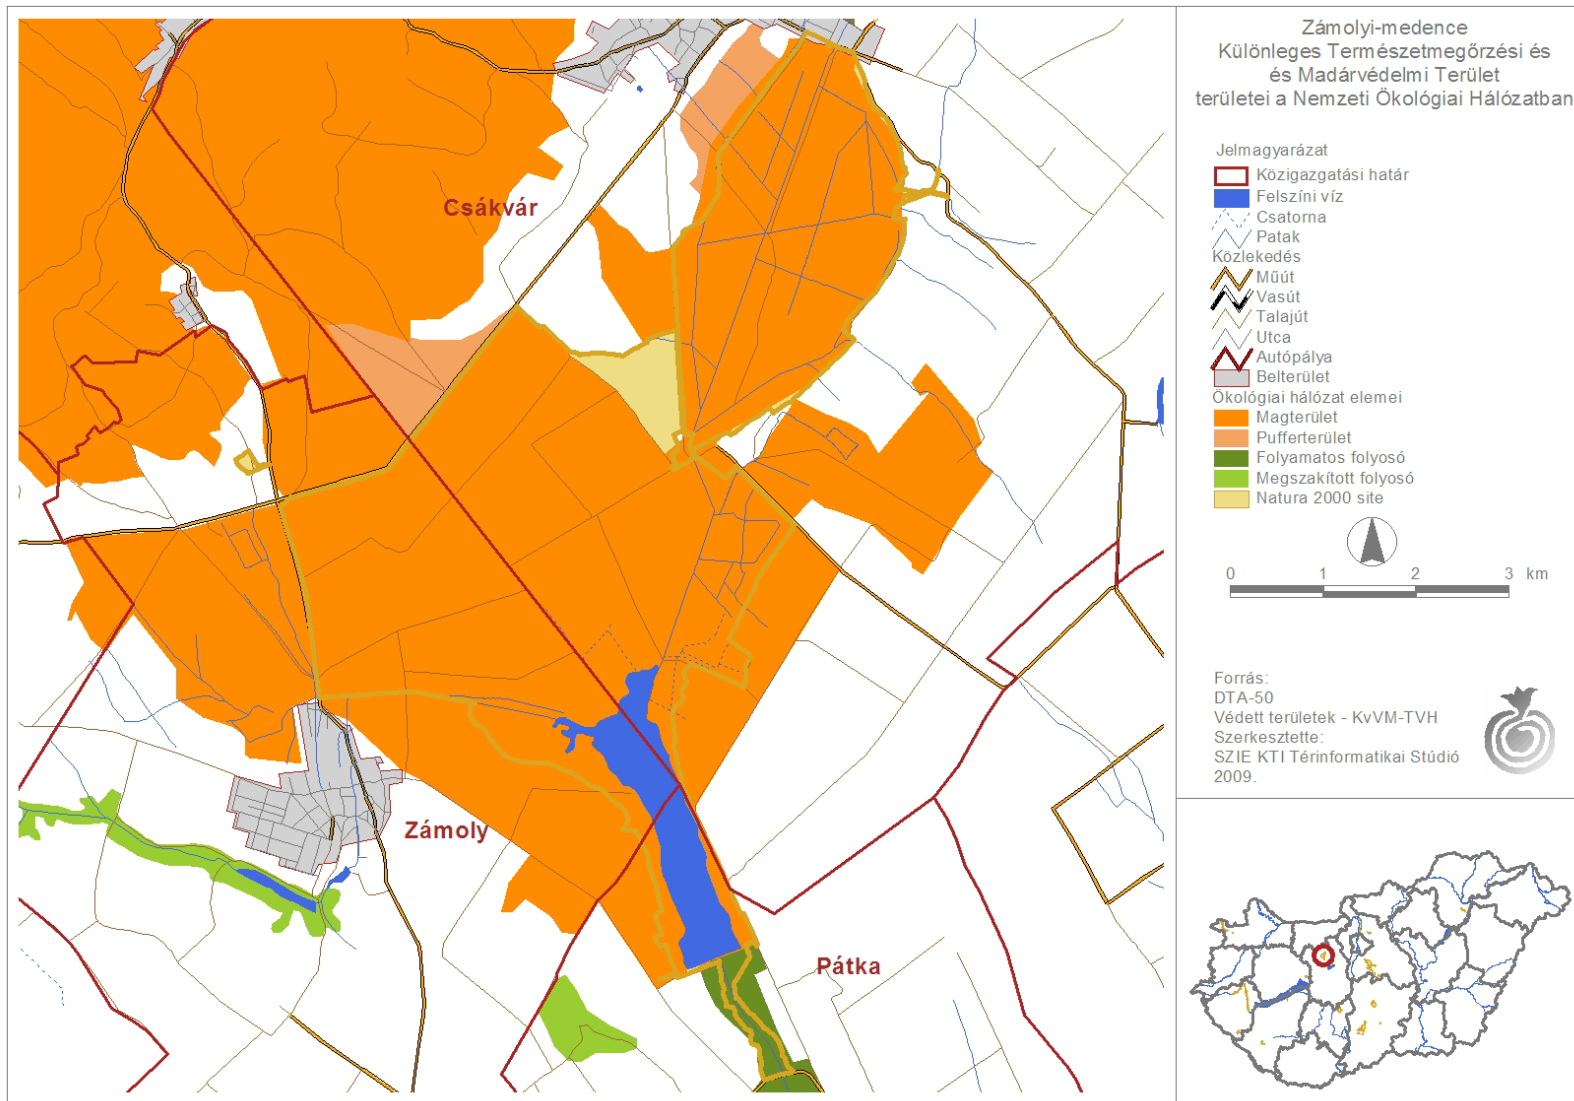 Zámolyi-medence
Különleges Természetmegőrzési és
és Madárvédelmi Terület
területei a Nemzeti Ökológiai Hálózatban
Jelmagyarázat
Közigazgatási határ
Felszíni víz
Csatorna
Patak
Közlekedés
Műút
Vasút
Talajút
Utca
Autópálya
Belterület
Ökológiai hálózat elemei
Magterület
Pufferterület
Folyamatos folyosó
Megszakított folyosó
Natura 2000 site
0 1 2 3 km
Forrás:
DTA-50
Védett területek - KvVM-TVH
Szerkesztette:
SZIE KTI Térinformatikai Stúdió
2009.
Csákvár
Zámoly
Pátka